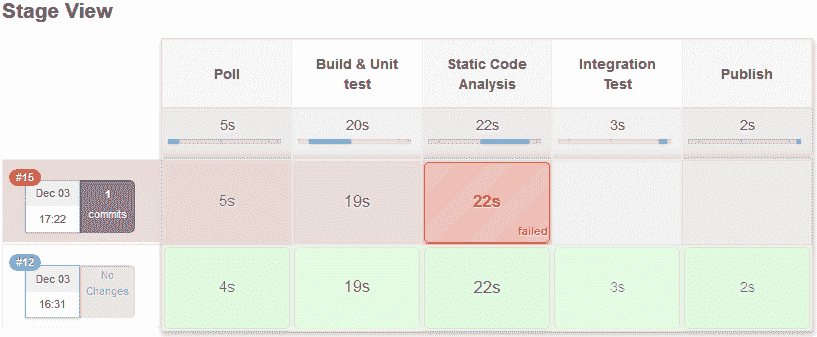 Stage View
Poll
Build & Unit
test
Static Code
Analysis
Integration
Test
Publish
5s
20s
22s
3s
2s
#15
Dec 03
17:22
1
commits
5s
19s
22s
failed
#12
Dec 03
16:31
No
Changes
4s
19s
22s
3s
2s